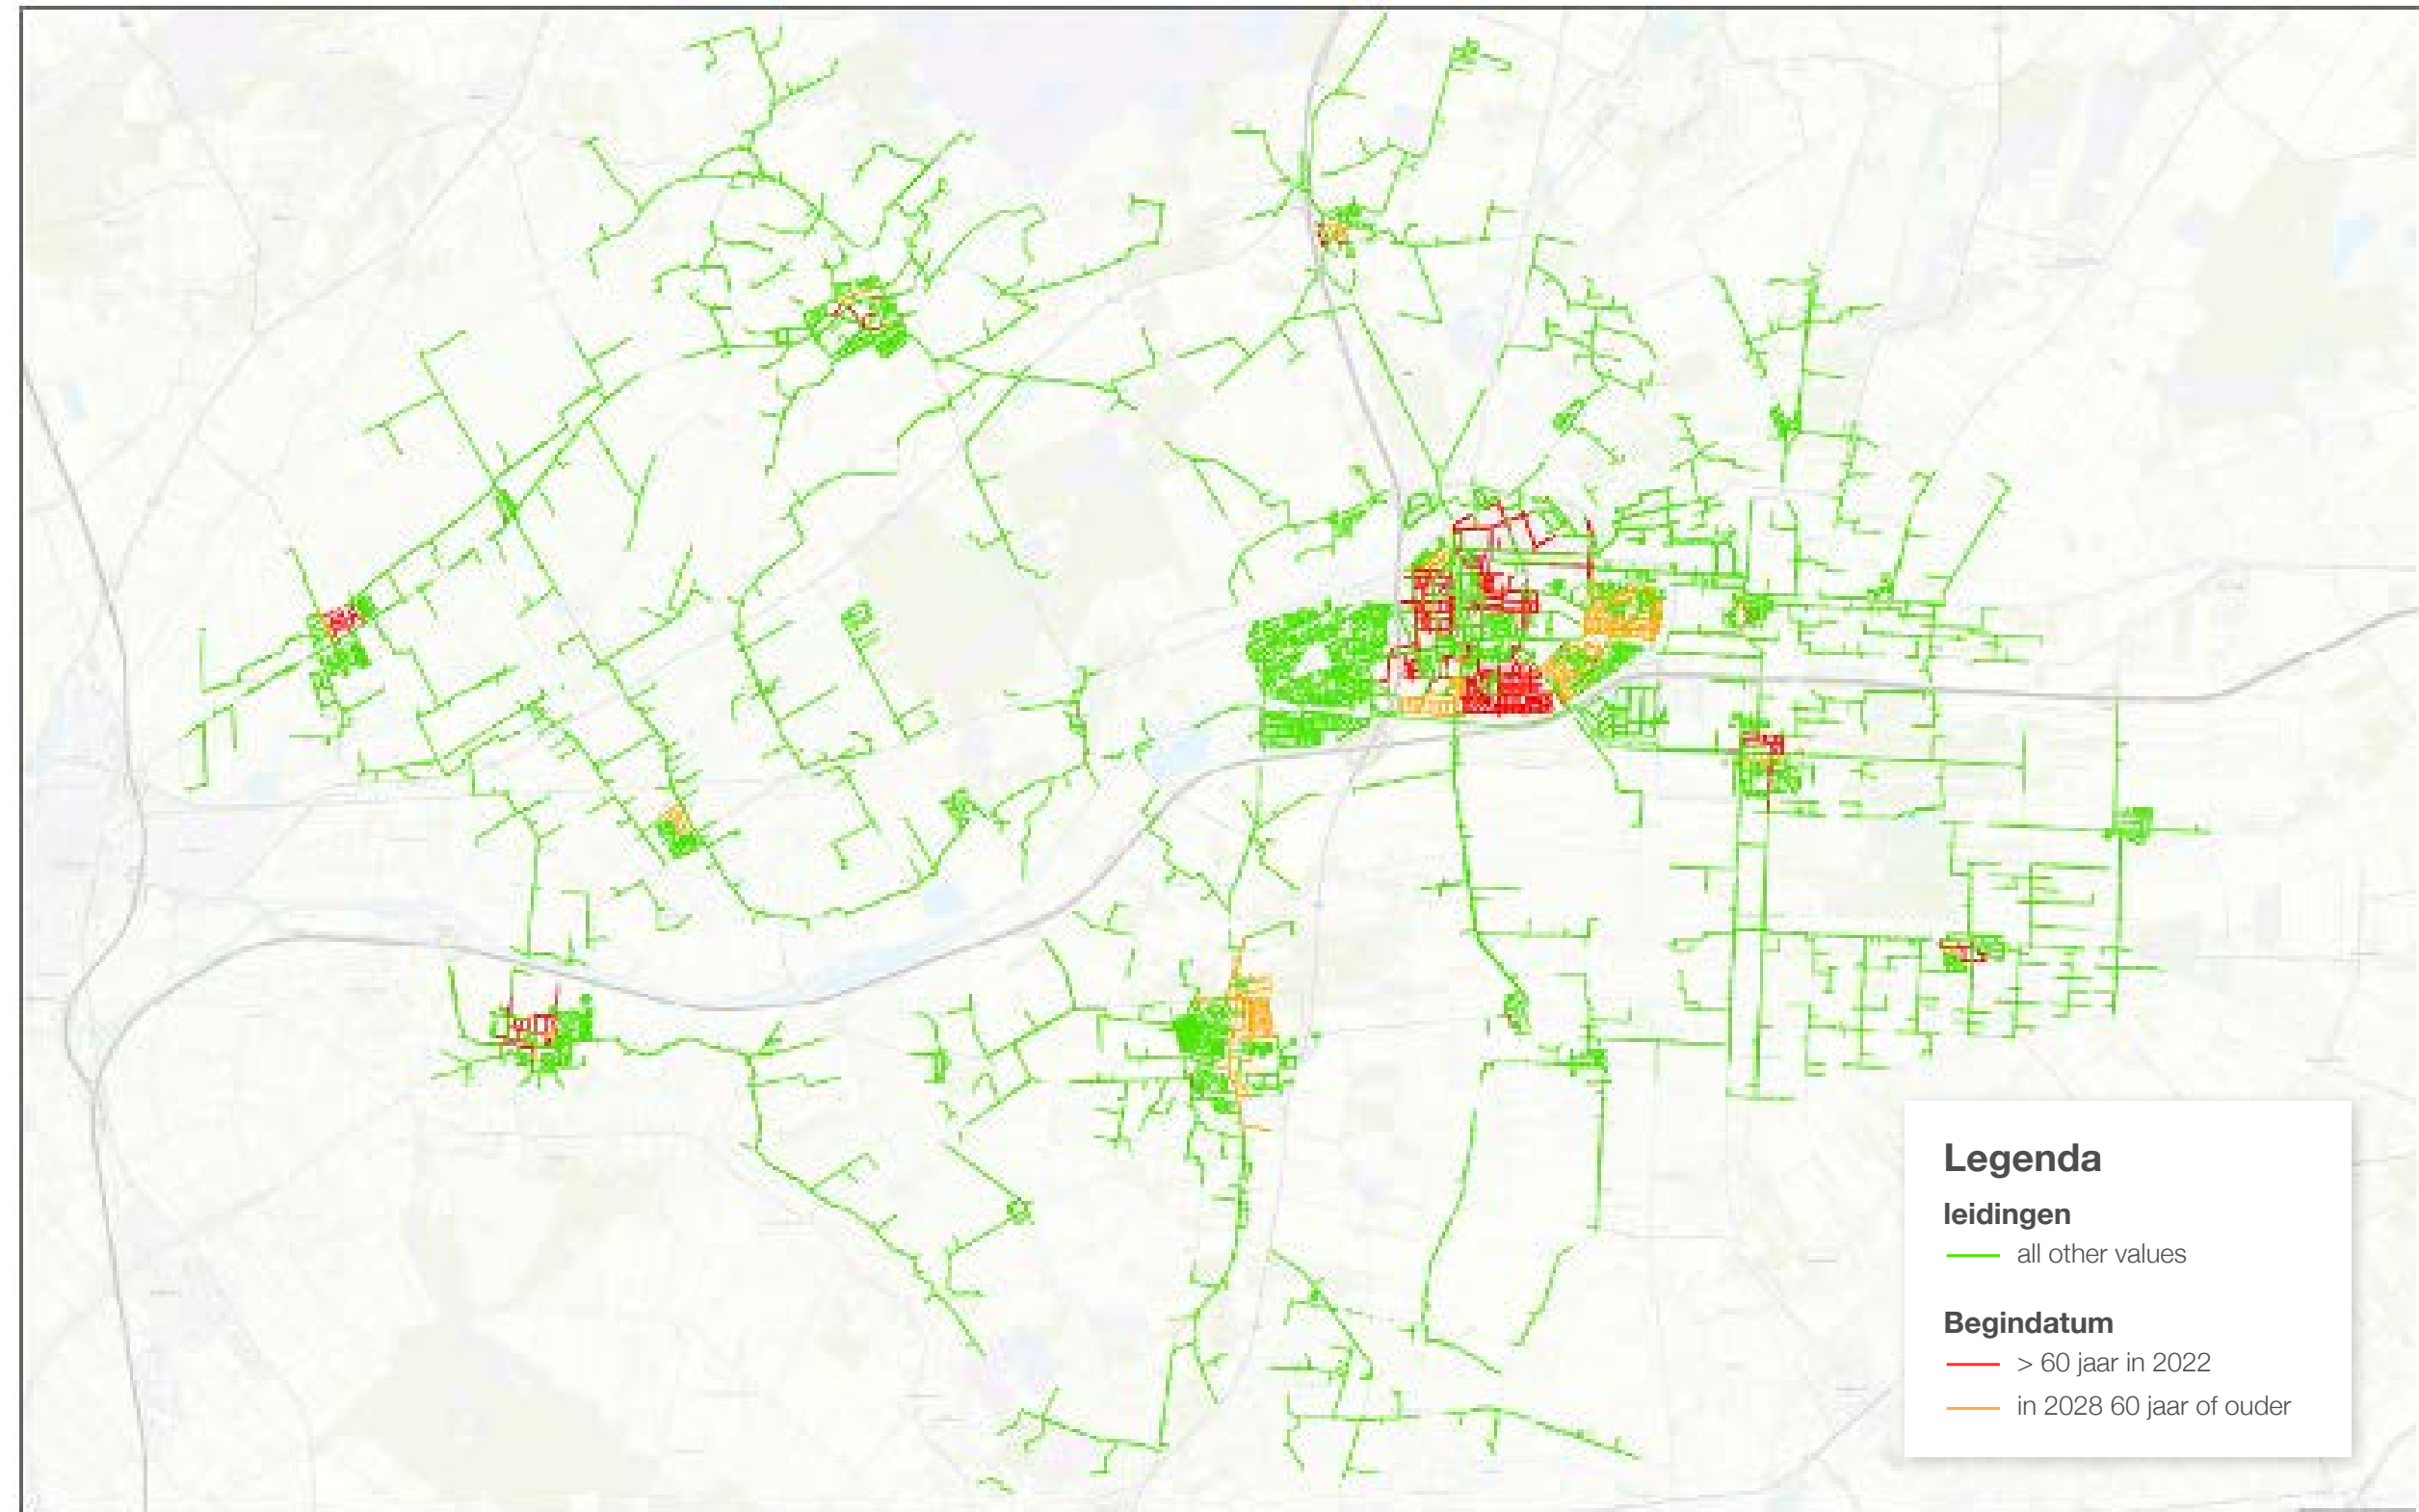 Legenda
leidingen
all other values
Begindatum
> 60 jaar in 2022
in 2028 60 jaar of ouder